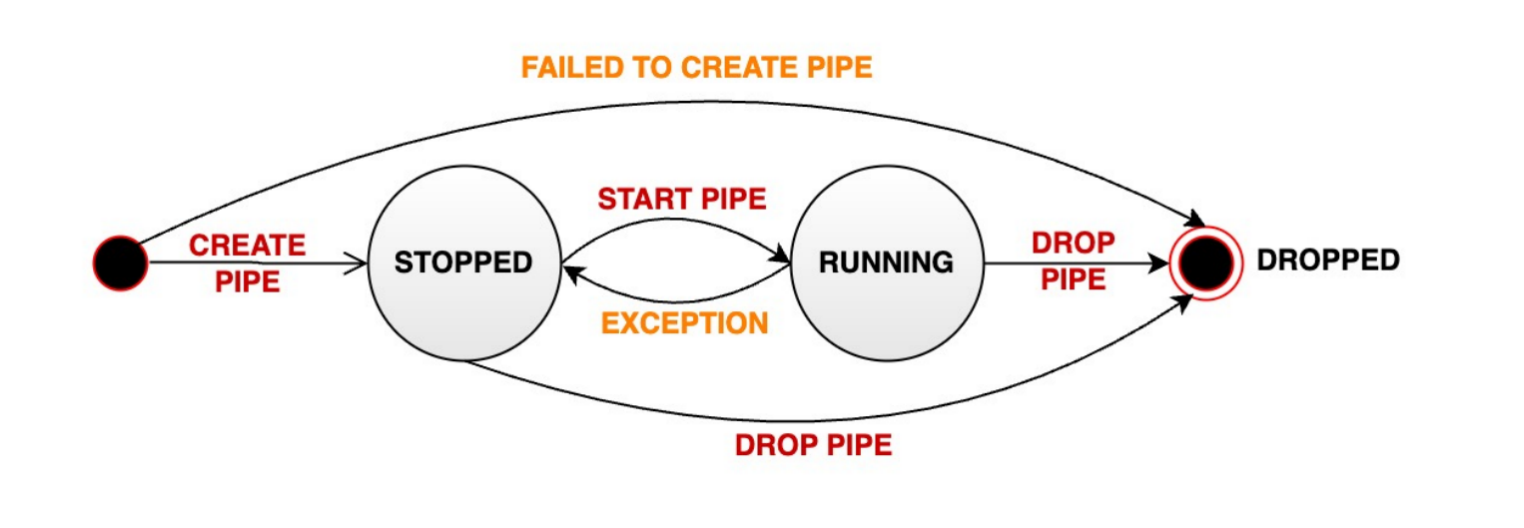 FAILED TO CREATE PIPE
START PIPE
CREATE
PIPE
STOPPED
RUNNING
DROP
PIPE
DROPPED
EXCEPTION
DROP PIPE